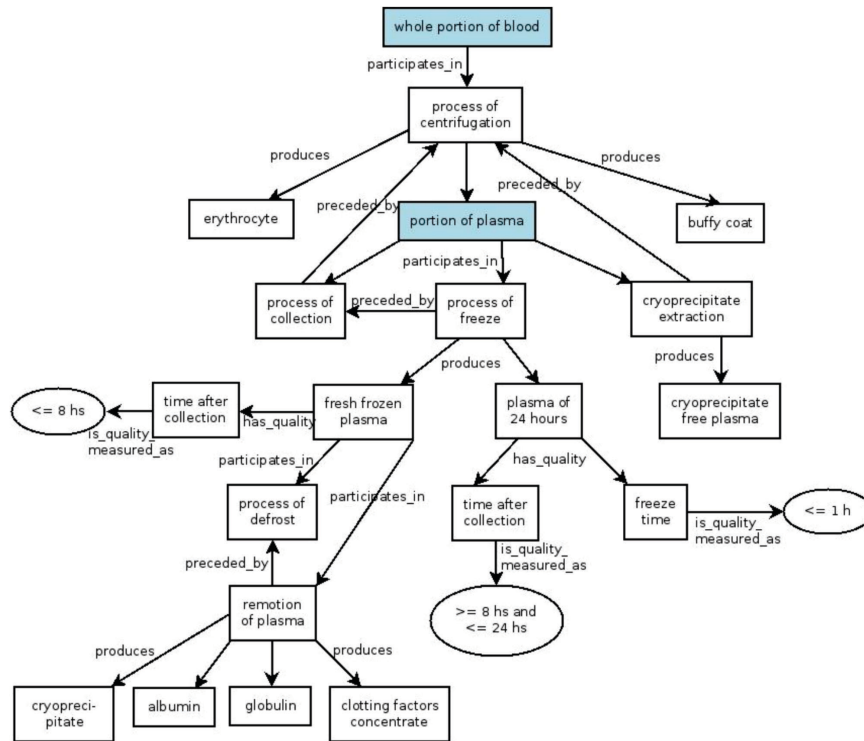 whole portion of blood
participates_in
process of
centrifugation
produces
produces
preceded_by
preceded_by
erythrocyte
portion of plasma
buffy coat
participates_in
process of
collection
preceded_by
process of
freeze
cryoprecipitate
extraction
produces
produces
<= 8 hs
time after
collection
fresh frozen
plasma
plasma of
24 hours
cryoprecipitate
free plasma
is_quality_
measured_as
has_quality
participates_in
has_quality
process of
defrost
participates_in
time after
collection
freeze
time
<= 1 h
is_quality_
measured_as
preceded_by
is_quality_
measured_as
remotion
of plasma
>= 8 hs and
<= 24 hs
produces
produces
cryopreci-
pitate
albumin
globulin
clotting factors
concentrate